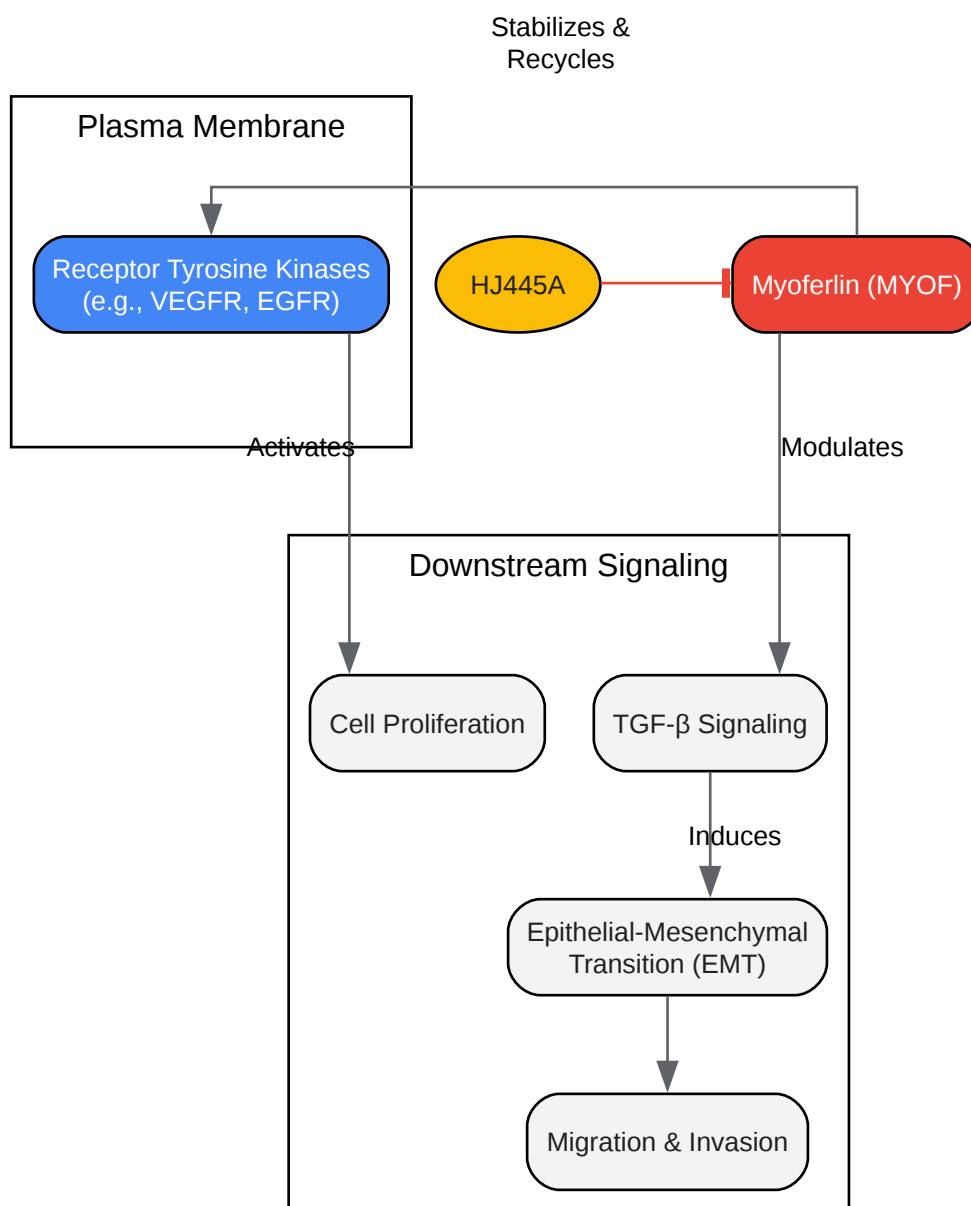 Stabilizes &
Recycles
Plasma Membrane
Receptor Tyrosine Kinases
(e.g., VEGFR, EGFR)
HJ445A
Myoferlin (MYOF)
Activates
Modulates
Downstream Signaling
Cell Proliferation
TGF-β Signaling
Induces
Epithelial-Mesenchymal
Transition (EMT)
Migration & Invasion